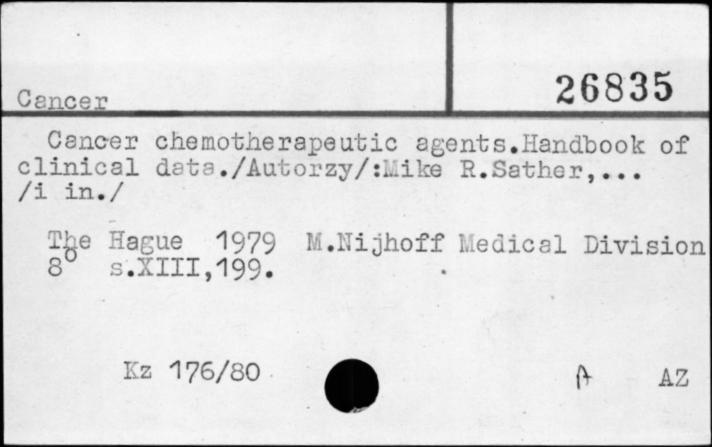 26835
Cancer
Cancer chemotherapeutic agents.Handbook of
clinical data./Autorzy/:Mike R.Sather,...
/i in./
The Hague 1979 M.Nijhoff Medical Division
8° s.XIII,199.
Kz 176/80 AZ